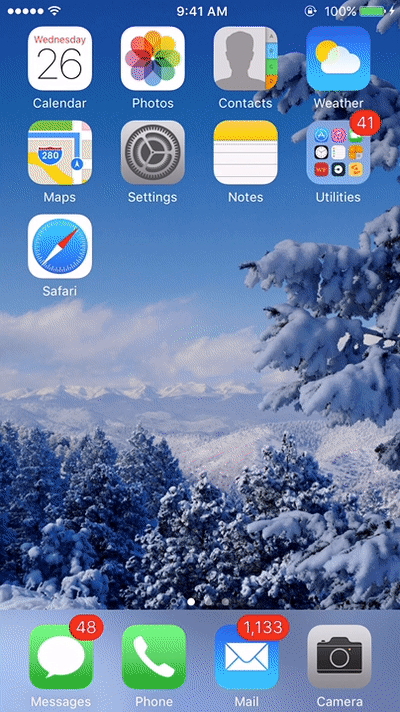 9:41 AM 100%
Wednesday
26
Calendar Photos Contacts Weather
280
41
Maps Settings Notes Utilities
Safari
48 1,133
Messages Phone Mail Camera